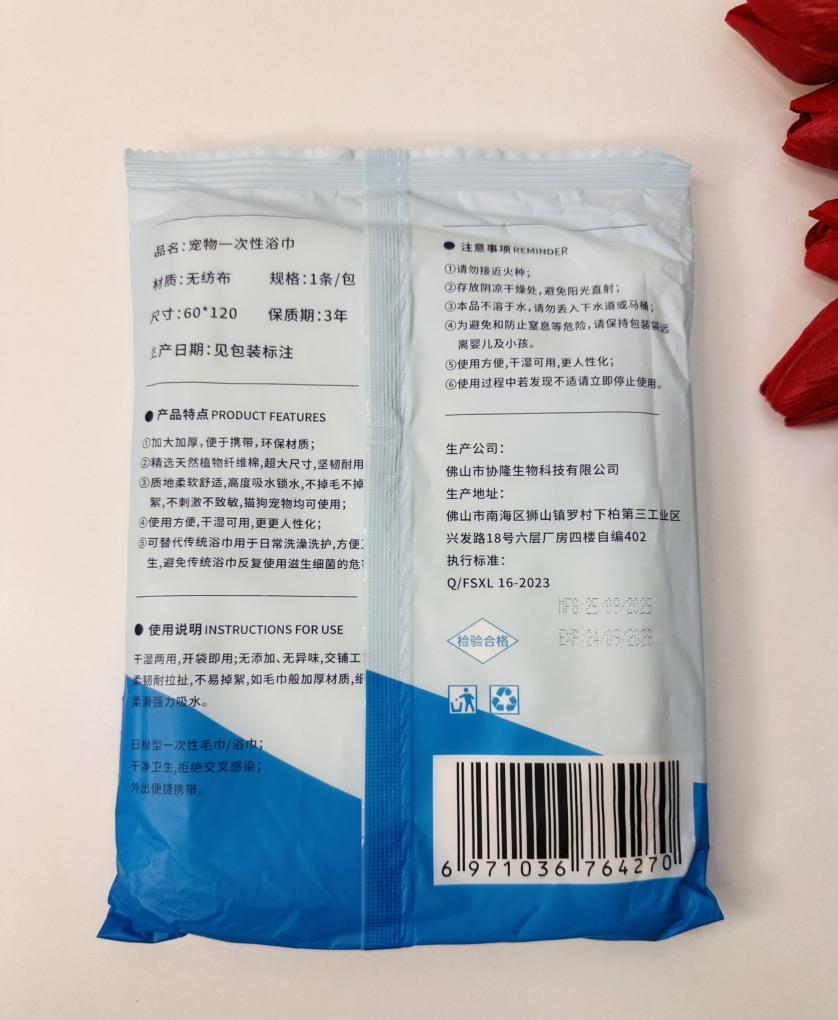 品名:宠物一次性浴巾
材质:无纺布 规格:1条/包
尺寸:60*120 保质期:3年
生产日期:见包装标注
● 产品特点 PRODUCT FEATURES
①加大加厚,便于携带,环保材质;
②精选天然植物纤维棉,超大尺寸,坚韧耐用
③质地柔软舒适,高度吸水锁水,不掉毛不掉
絮,不刺激不致敏,猫狗宠物均可使用;
④使用方便,干湿可用,更更人性化;
⑤可替代传统浴巾用于日常洗澡洗护,方便
生,避免传统浴巾反复使用滋生细菌的危
● 使用说明 INSTRUCTIONS FOR USE
干湿两用,开袋即用;无添加、无异味,交铺工
柔韧耐拉扯,不易掉絮,如毛巾般加厚材质,细
柔滑强力吸水。
日抛型一次性毛巾/浴巾;
干净卫生,拒绝交叉感染;
外出便捷携带。
● 注意事项 REMINDER
①请勿接近火种;
②存放阴凉干燥处,避免阳光直射;
③本品不溶于水,请勿丢入下水道或马桶;
④为避免和防止窒息等危险,请保持包装袋远
离婴儿及小孩。
⑤使用方便,干湿可用,更人性化;
⑥使用过程中若发现不适请立即停止使用。
生产公司:
佛山市协隆生物科技有限公司
生产地址:
佛山市南海区狮山镇罗村下柏第三工业区
兴发路18号六层厂房四楼自编402
执行标准:
Q/FSXL 16-2023
MFG:25/09/2025
EXP:24/09/2028
检验合格
6 971036 764270